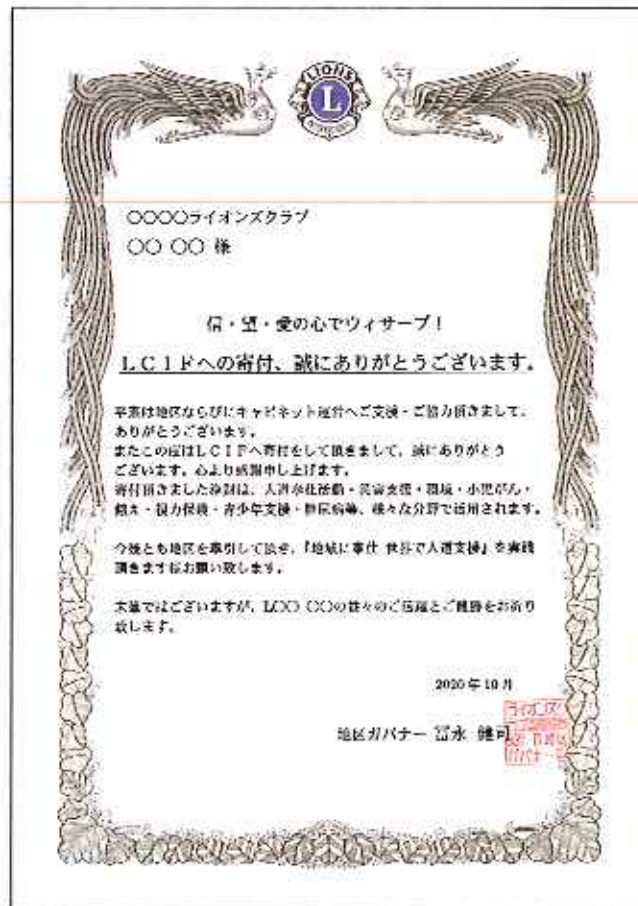 LIONS
L
○○○○ライオンズクラブ
○○ ○○ 様
信・望・愛の心でウィサーブ!
LCIFへの寄付、誠にありがとうございます。
平素は地区ならびにキャビネット運営へご支援・ご協力頂きまして、
ありがとうございます。
またこの度はLCIFへ寄付をして頂きまして、誠にありがとう
ございます。心より感謝申し上げます。
寄付頂きました浄財は、人道奉仕活動・災害支援・環境・小児がん・
飢え・視力保護・青少年支援・糖尿病等、様々な分野で活用されます。
今後とも地区を牽引して頂き、『地域に奉仕 世界で人道支援』を実践
頂きます様お願い致します。
末筆ではございますが、L○○ ○○の益々のご活躍とご健勝をお祈り
致します。
2020年10月
地区ガバナー 冨永 健司
ライオンズ
ガバナー